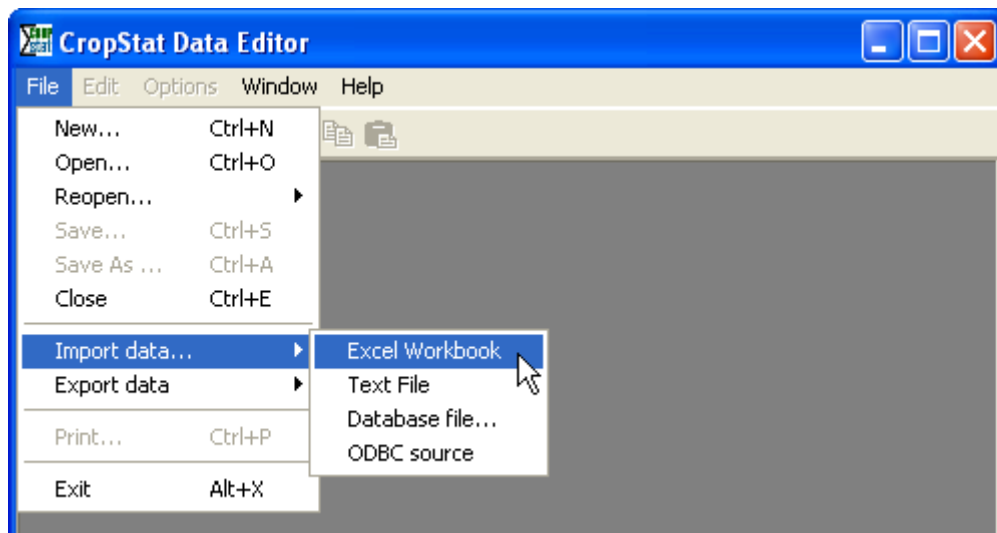 CropStat Data Editor
File Edit Options Window Help
New... Ctrl+N
Open... Ctrl+O
Reopen...
Save... Ctrl+S
Save As ... Ctrl+A
Close Ctrl+E
Import data...
Export data
Print... Ctrl+P
Exit Alt+X
Excel Workbook
Text File
Database file...
ODBC source